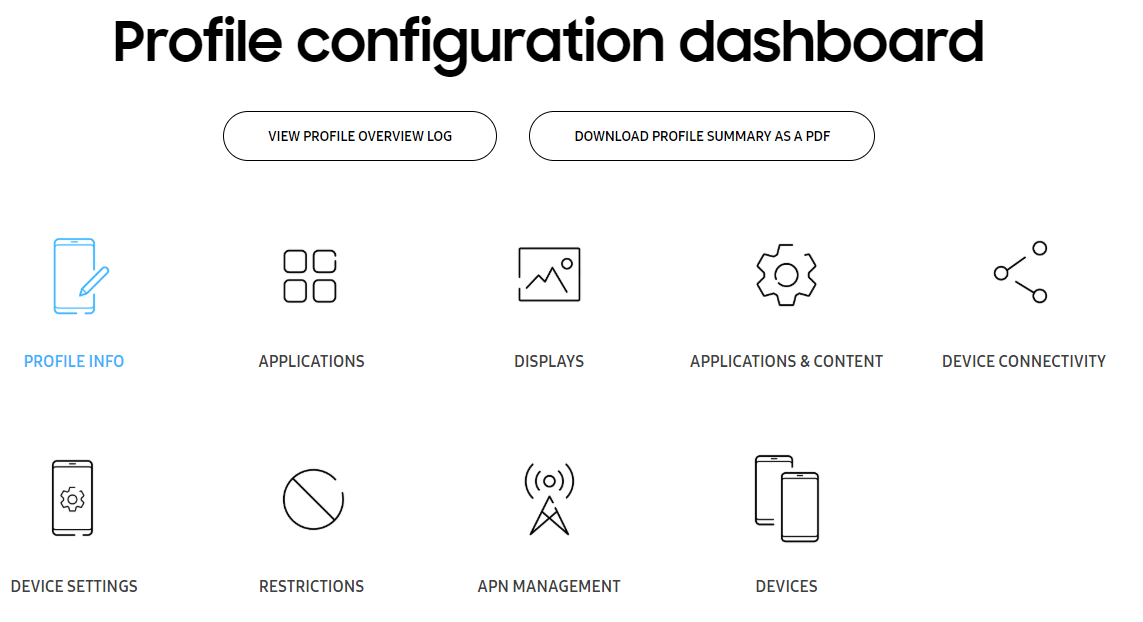 Profile configuration dashboard
VIEW PROFILE OVERVIEW LOG
DOWNLOAD PROFILE SUMMARY AS A PDF
PROFILE INFO
APPLICATIONS
DISPLAYS
APPLICATIONS & CONTENT
DEVICE CONNECTIVITY
DEVICE SETTINGS
RESTRICTIONS
APN MANAGEMENT
DEVICES